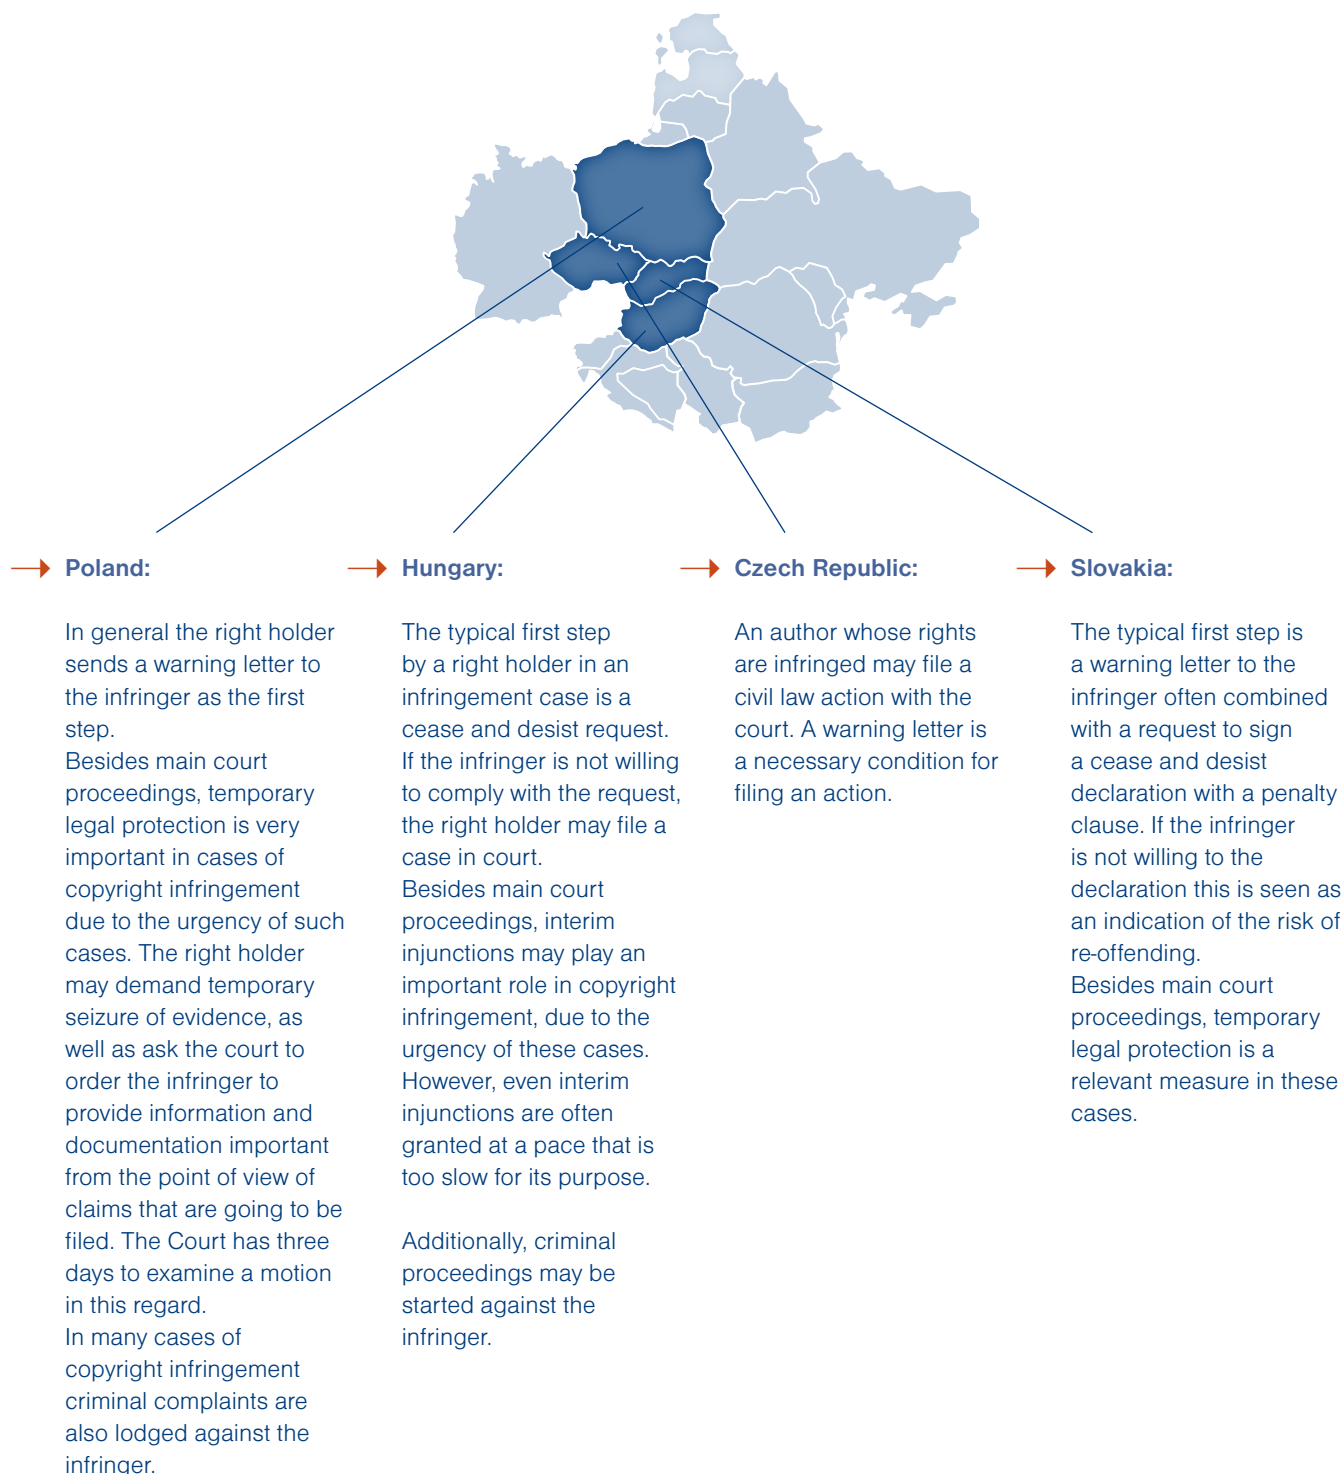 Poland:
In general the right holder
sends a warning letter to
the infringer as the first
step.
Besides main court
proceedings, temporary
legal protection is very
important in cases of
copyright infringement
due to the urgency of such
cases. The right holder
may demand temporary
seizure of evidence, as
well as ask the court to
order the infringer to
provide information and
documentation important
from the point of view of
claims that are going to be
filed. The Court has three
days to examine a motion
in this regard.
In many cases of
copyright infringement
criminal complaints are
also lodged against the
infringer.
Hungary:
The typical first step
by a right holder in an
infringement case is a
cease and desist request.
If the infringer is not willing
to comply with the request,
the right holder may file a
case in court.
Besides main court
proceedings, interim
injunctions may play an
important role in copyright
infringement, due to the
urgency of these cases.
However, even interim
injunctions are often
granted at a pace that is
too slow for its purpose.
Additionally, criminal
proceedings may be
started against the
infringer.
Czech Republic:
An author whose rights
are infringed may file a
civil law action with the
court. A warning letter is
a necessary condition for
filing an action.
Slovakia:
The typical first step is
a warning letter to the
infringer often combined
with a request to sign
a cease and desist
declaration with a penalty
clause. If the infringer
is not willing to the
declaration this is seen as
an indication of the risk of
re-offending.
Besides main court
proceedings, temporary
legal protection is a
relevant measure in these
cases.